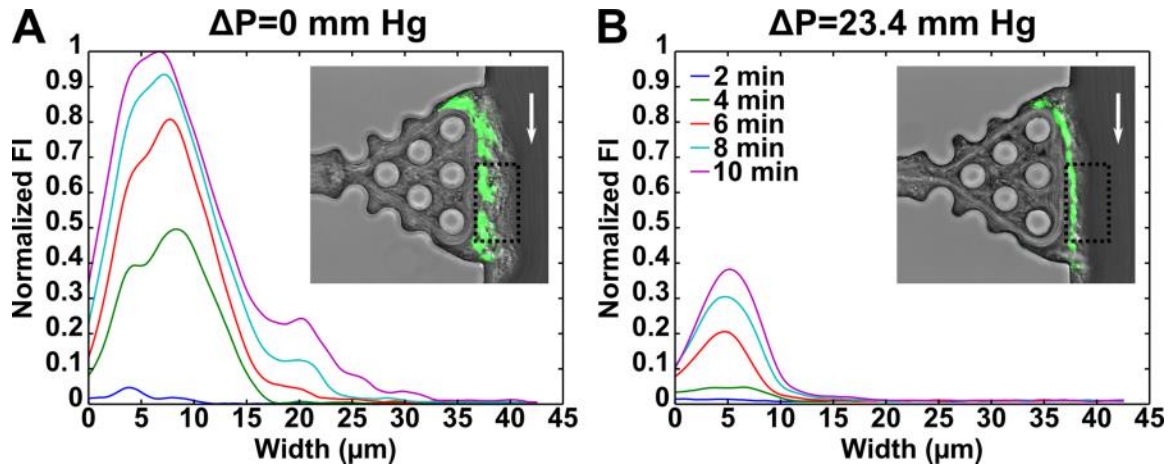 A ΔP=0 mm Hg
Normalized FI
1
0.9
0.8
0.7
0.6
0.5
0.4
0.3
0.2
0.1
0
0 5 10 15 20 25 30 35 40 45
Width (μm)
B ΔP=23.4 mm Hg
Normalized FI
1
0.9
0.8
0.7
0.6
0.5
0.4
0.3
0.2
0.1
0
2 min
4 min
6 min
8 min
10 min
0 5 10 15 20 25 30 35 40 45
Width (μm)